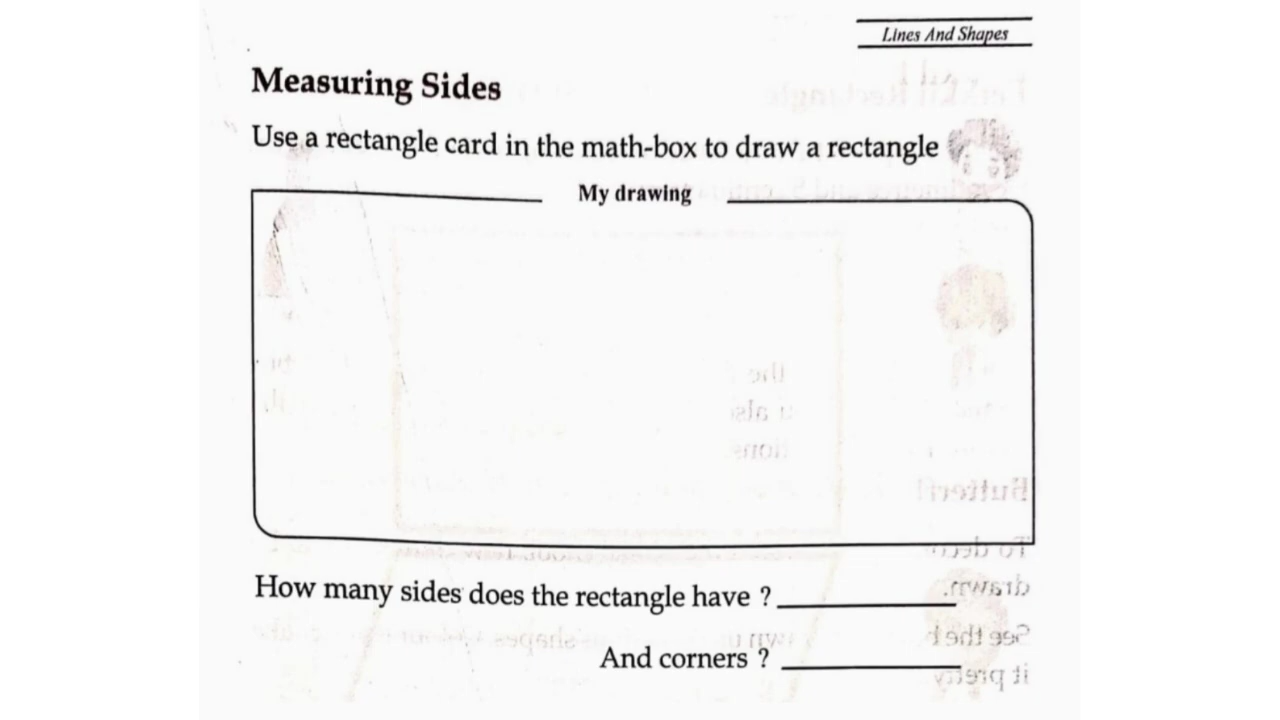 Lines And Shapes
Measuring Sides
Use a rectangle card in the math-box to draw a rectangle
My drawing
How many sides does the rectangle have ?
And corners ?